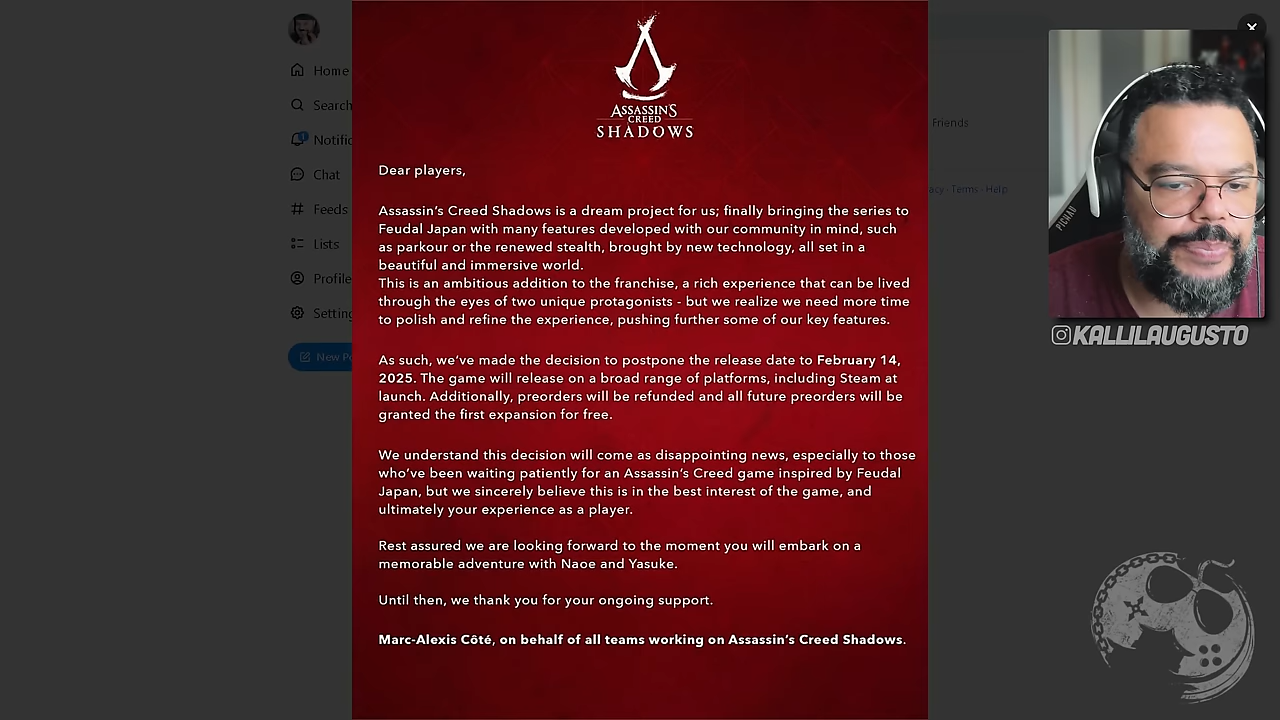 Home
Search
1
Notific
Chat
# Feeds
Lists
Profile
Setting
New Po
ASSASSIN'S
CREED
SHADOWS
Dear players,
Assassin's Creed Shadows is a dream project for us; finally bringing the series to
Feudal Japan with many features developed with our community in mind, such
as parkour or the renewed stealth, brought by new technology, all set in a
beautiful and immersive world.
This is an ambitious addition to the franchise, a rich experience that can be lived
through the eyes of two unique protagonists - but we realize we need more time
to polish and refine the experience, pushing further some of our key features.
As such, we've made the decision to postpone the release date to February 14,
2025. The game will release on a broad range of platforms, including Steam at
launch. Additionally, preorders will be refunded and all future preorders will be
granted the first expansion for free.
We understand this decision will come as disappointing news, especially to those
who've been waiting patiently for an Assassin's Creed game inspired by Feudal
Japan, but we sincerely believe this is in the best interest of the game, and
ultimately your experience as a player.
Rest assured we are looking forward to the moment you will embark on a
memorable adventure with Naoe and Yasuke.
Until then, we thank you for your ongoing support.
Marc-Alexis Côté, on behalf of all teams working on Assassin's Creed Shadows.
Friends
acy · Terms · Help
PICHAU
KALLILAUGUSTO